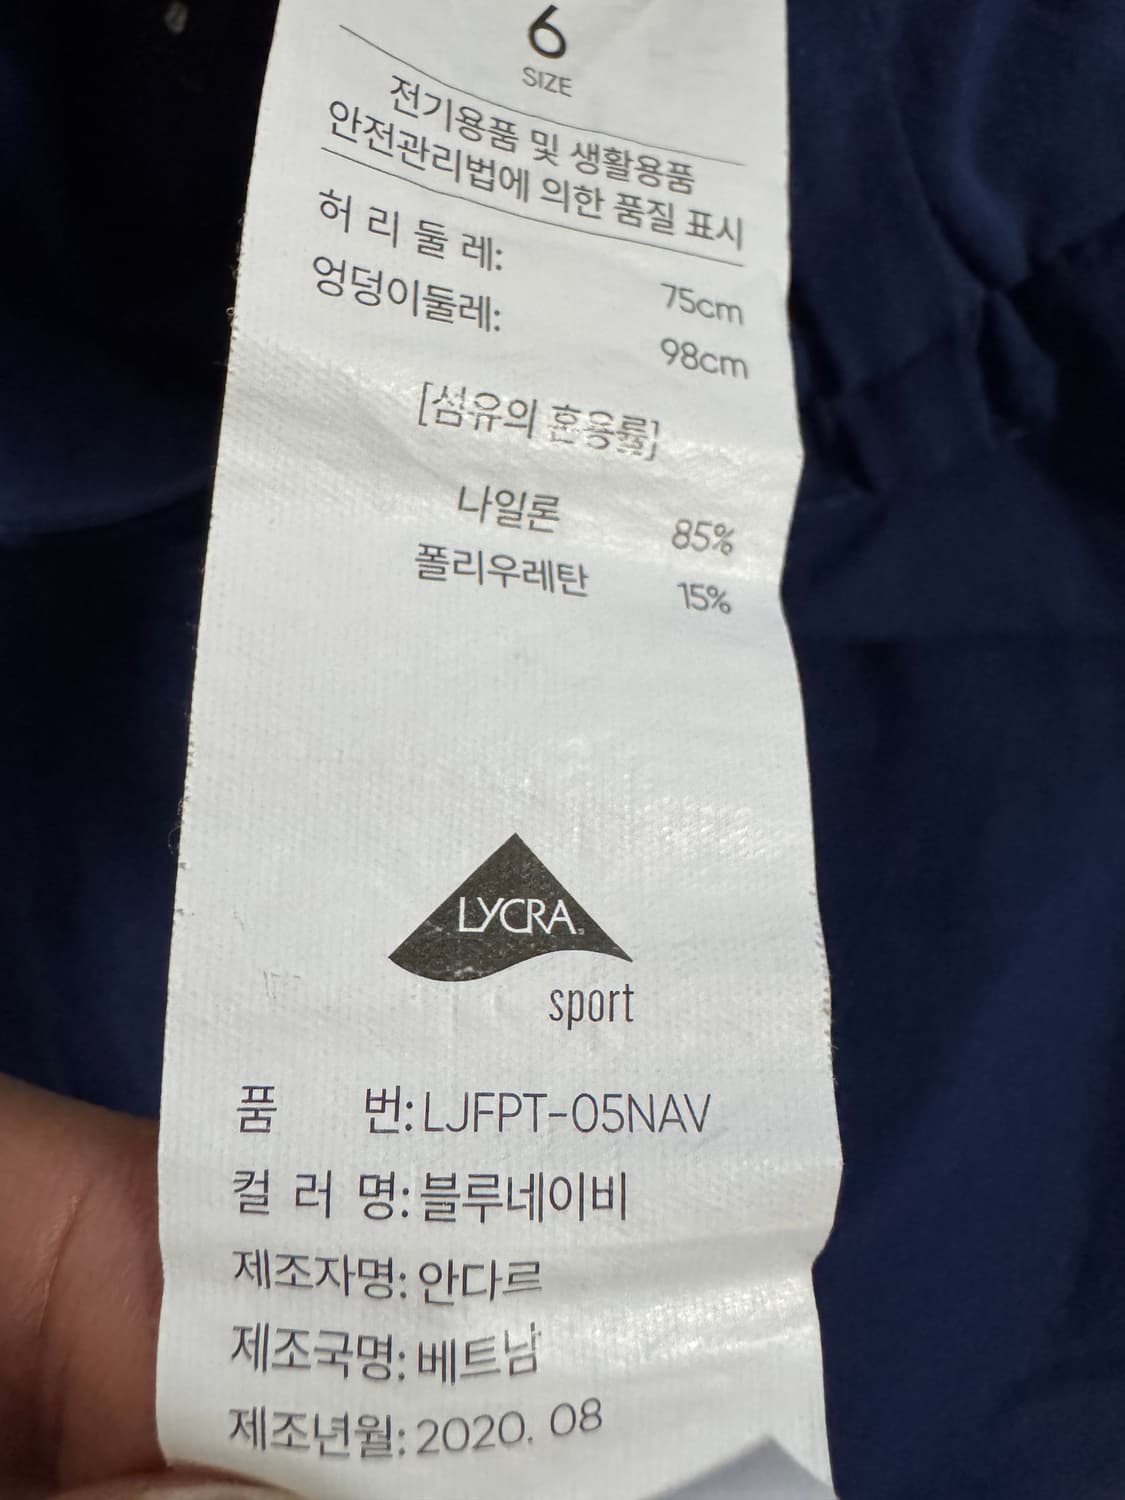 6
SIZE
전기용품 및 생활용품
안전관리법에 의한 품질 표시
허 리 둘 레: 75cm
엉덩이둘레: 98cm
[섬유의 혼용률]
나일론 85%
폴리우레탄 15%
LYCRA®
sport
품 번: LJFPT-05NAV
컬 러 명: 블루네이비
제조자명: 안다르
제조국명: 베트남
제조년월: 2020. 08